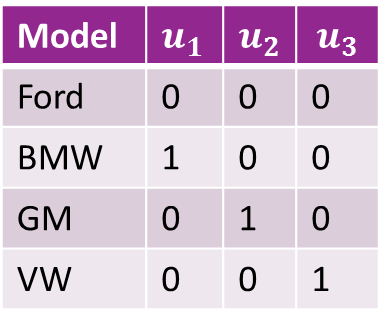 Model u₁ u₂ u₃
Ford 0 0 0
BMW 1 0 0
GM 0 1 0
VW 0 0 1